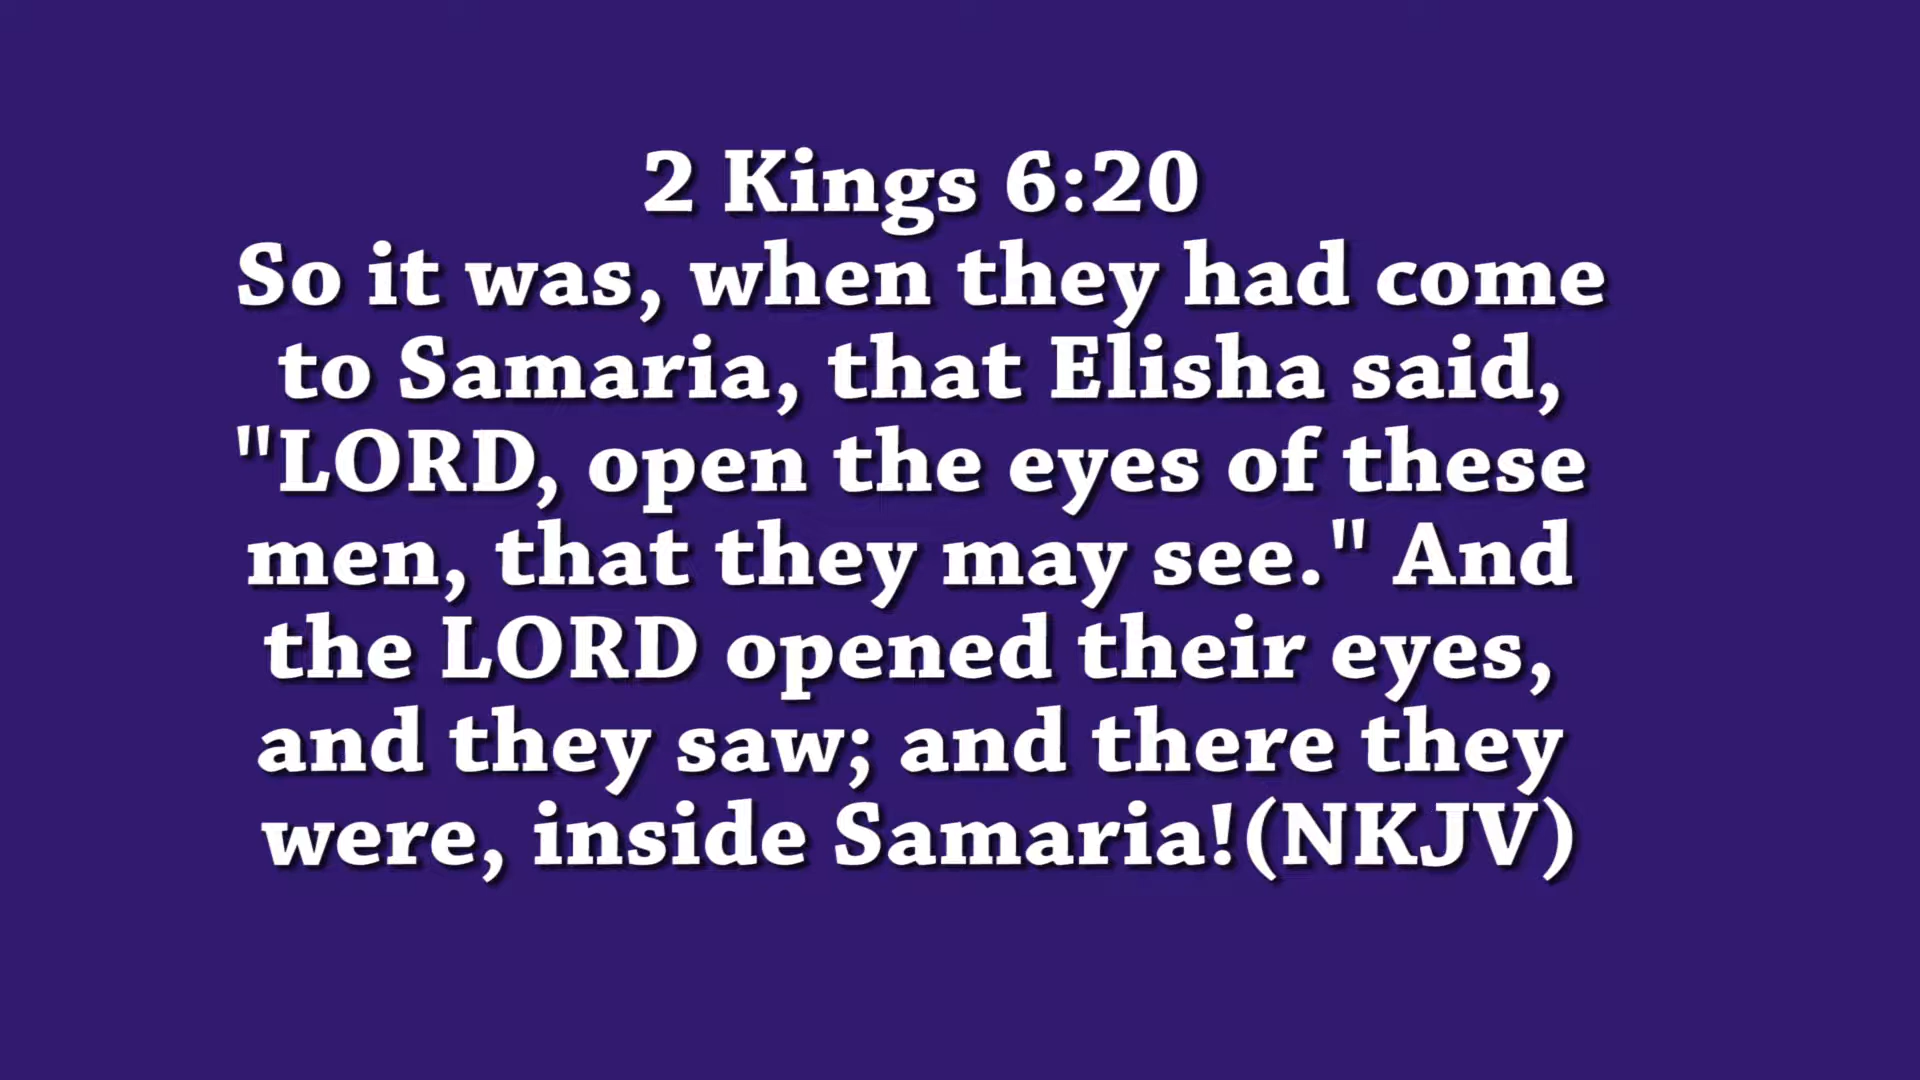 2 Kings 6:20
So it was, when they had come
to Samaria, that Elisha said,
"LORD, open the eyes of these
men, that they may see." And
the LORD opened their eyes,
and they saw; and there they
were, inside Samaria!(NKJV)